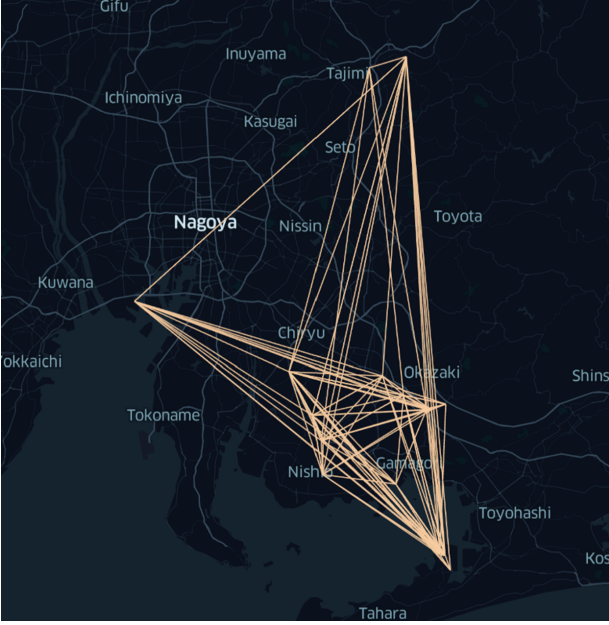 Gifu
Inuyama
Tajimi
Ichinomiya
Kasugai
Seto
Nagoya
Nissin
Toyota
Kuwana
Chiryu
Yokkaichi
Okazaki
Shins
Tokoname
Nishio
Gamagori
Toyohashi
Kos
Tahara